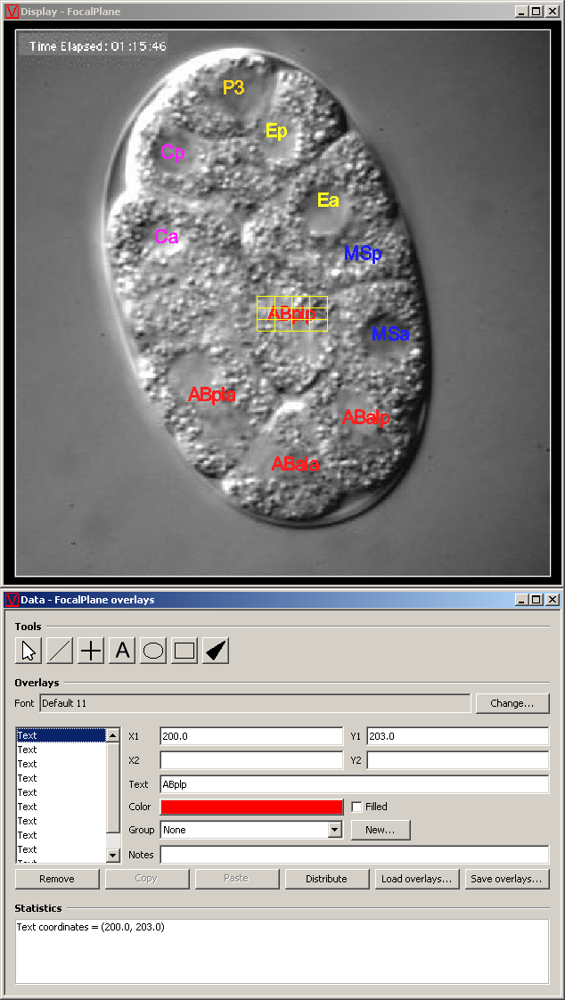 Display - FocalPlane
Time Elapsed: 01:15:46
P3
Ep
Cp
Ea
Ca
MSp
ABplp
MSa
ABpla
ABalp
ABala
Data - FocalPlane overlays
Tools
A
Overlays
Font Default 11 Change...
Text X1 200.0 Y1 203.0
Text
Text X2 Y2
Text
Text Text ABplp
Text Color Filled
Text
Text Group None New...
Text
Text Notes
Remove Copy Paste Distribute Load overlays... Save overlays...
Statistics
Text coordinates = (200.0, 203.0)